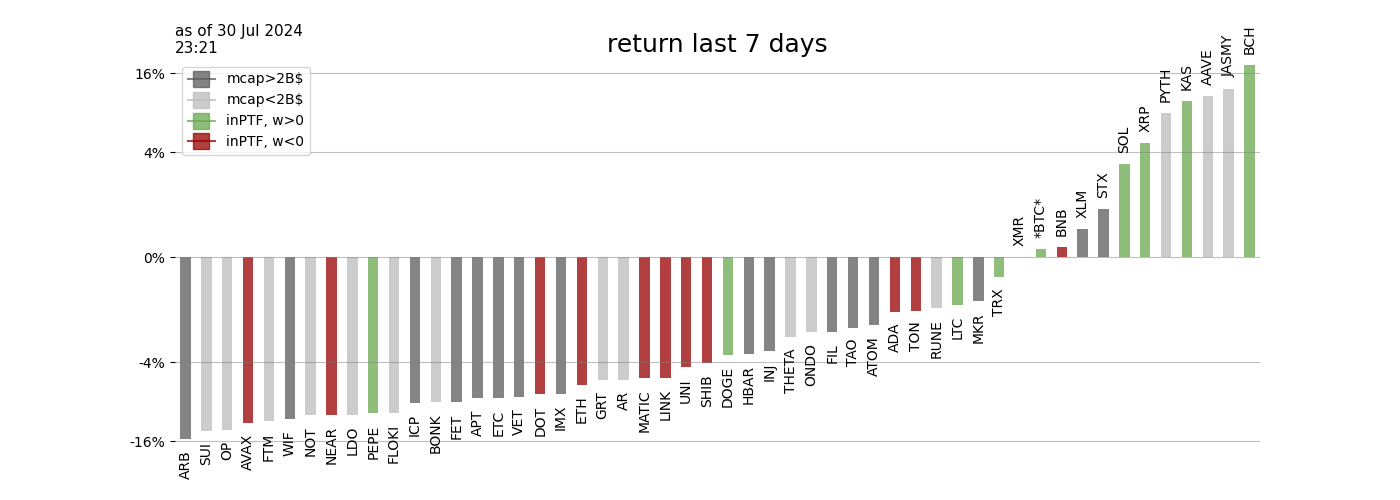 as of 30 Jul 2024
23:21
return last 7 days
16%
4%
0%
-4%
-16%
mcap>2B$
mcap<2B$
inPTF, w>0
inPTF, w<0
ARB
SUI
OP
AVAX
FTM
WIF
NOT
NEAR
LDO
PEPE
FLOKI
ICP
BONK
FET
APT
ETC
VET
DOT
IMX
ETH
GRT
AR
MATIC
LINK
UNI
SHIB
DOGE
HBAR
INJ
THETA
ONDO
FIL
TAO
ATOM
ADA
TON
RUNE
LTC
MKR
TRX
XMR
*BTC*
BNB
XLM
STX
SOL
XRP
PYTH
KAS
AAVE
JASMY
BCH